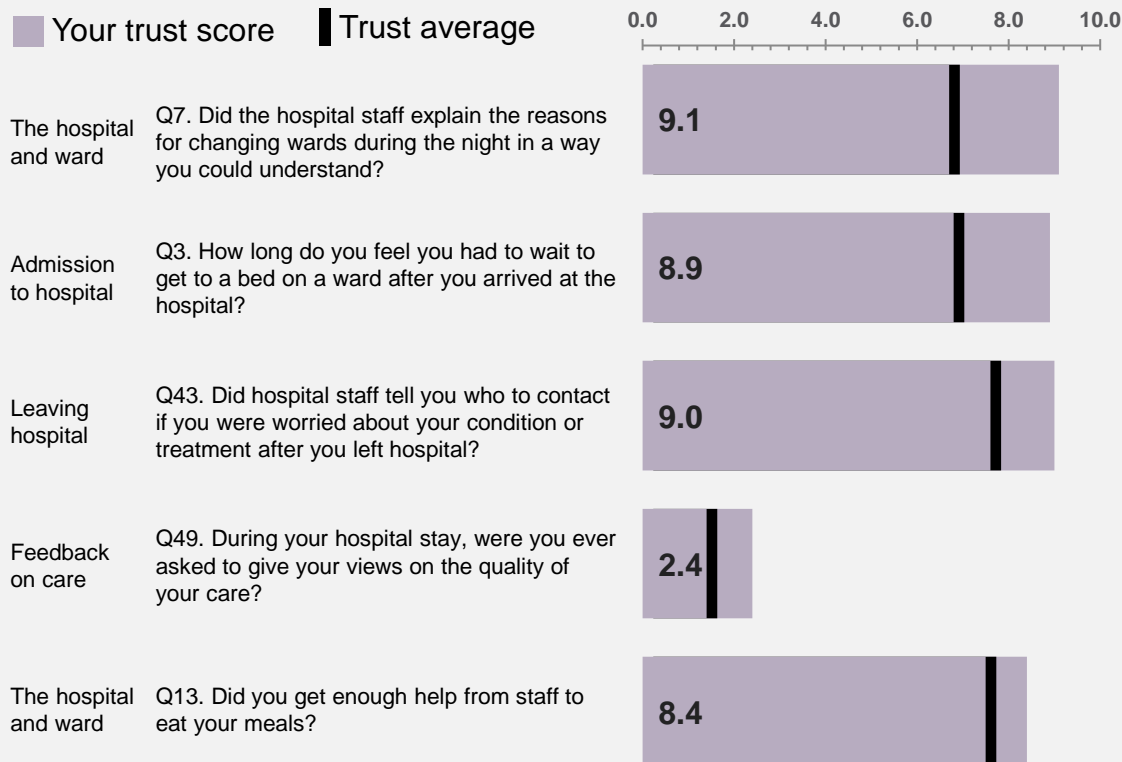 Your trust score
Trust average
0.0 2.0 4.0 6.0 8.0 10.0
The hospital
and ward
Q7. Did the hospital staff explain the reasons
for changing wards during the night in a way
you could understand?
9.1
Admission
to hospital
Q3. How long do you feel you had to wait to
get to a bed on a ward after you arrived at the
hospital?
8.9
Leaving
hospital
Q43. Did hospital staff tell you who to contact
if you were worried about your condition or
treatment after you left hospital?
9.0
Feedback
on care
Q49. During your hospital stay, were you ever
asked to give your views on the quality of
your care?
2.4
The hospital
and ward
Q13. Did you get enough help from staff to
eat your meals?
8.4